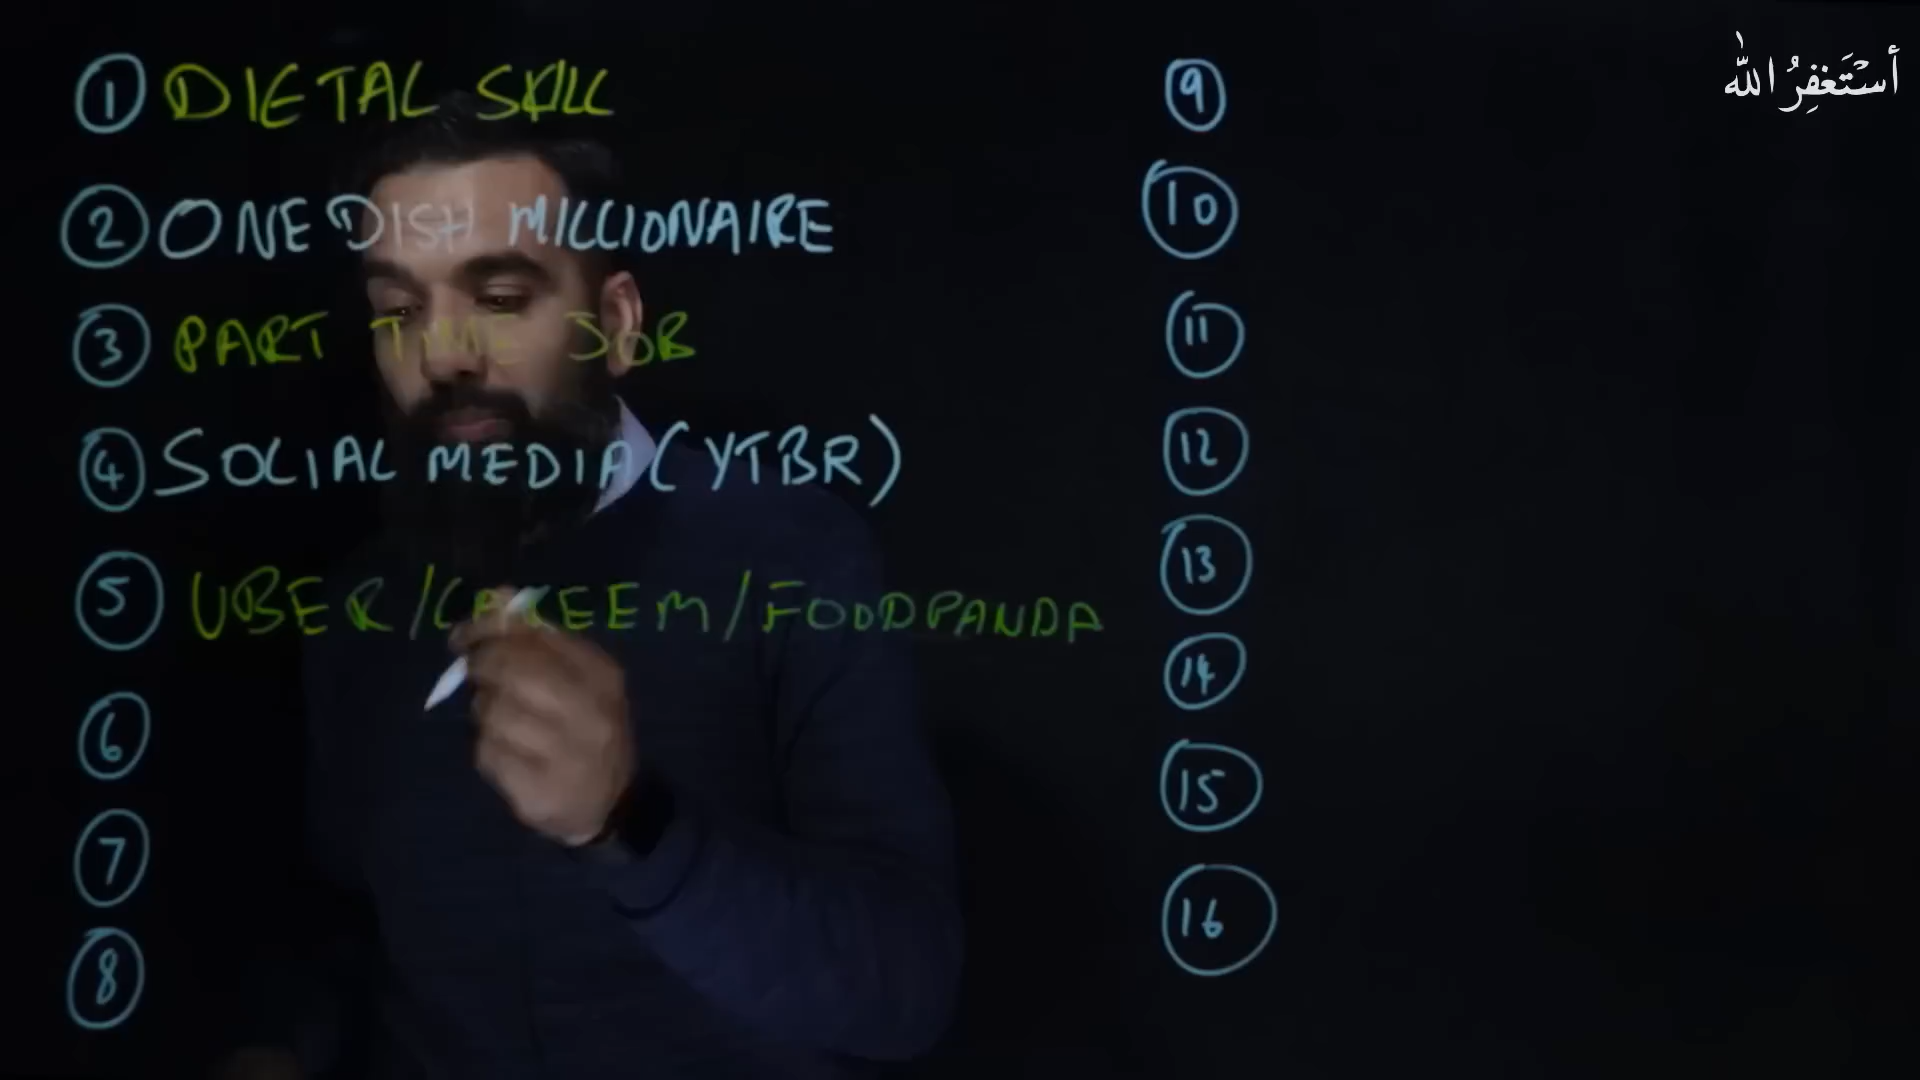 1 DIETAL SKILL
2 ONE DISH MILLIONAIRE
3 PART TIME JOB
4 SOCIAL MEDIA (YTBR)
5 UBER/CAREEM/FOODPANDA
6
7
8
9
10
11
12
13
14
15
16
أَسْتَغْفِرُ اللّٰه